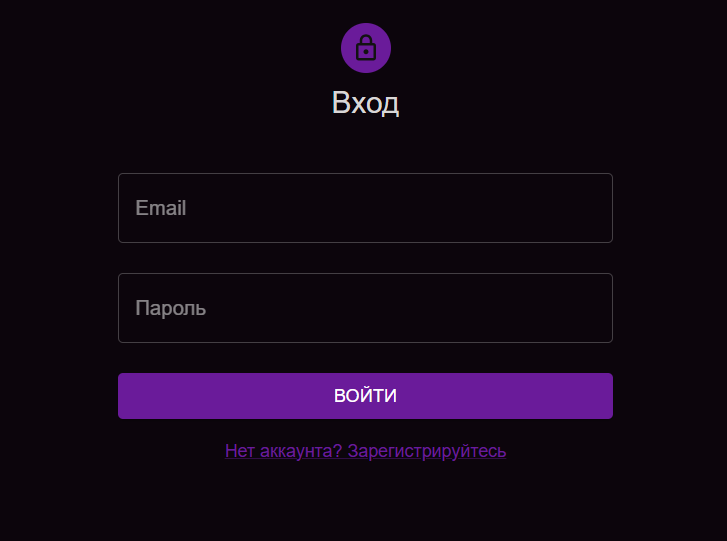 Вход
Email
Пароль
ВОЙТИ
Нет аккаунта? Зарегистрируйтесь